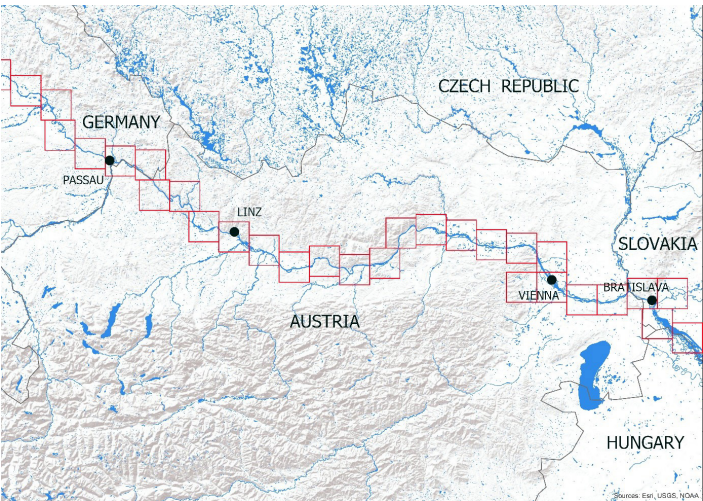 CZECH REPUBLIC
GERMANY
PASSAU
LINZ
SLOVAKIA
BRATISLAVA
VIENNA
AUSTRIA
HUNGARY
Sources: Esri, USGS, NOAA